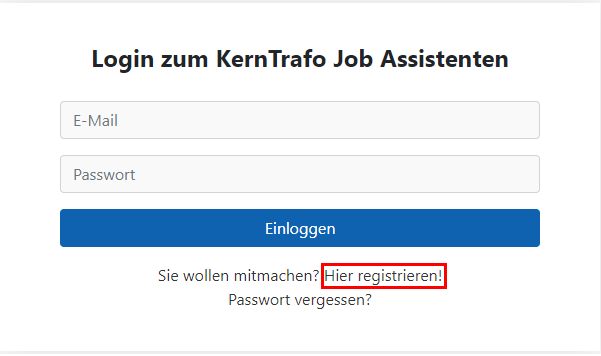 Login zum KernTrafo Job Assistenten
E-Mail
Passwort
Einloggen
Sie wollen mitmachen? Hier registrieren!
Passwort vergessen?